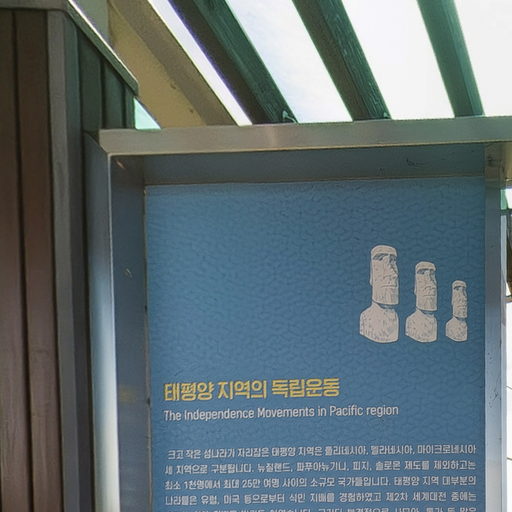 태평양 지역의 독립운동
The Independence Movements in Pacific region
크고 작은 섬나라가 자리잡은 태평양 지역은 폴리네시아, 멜라네시아, 마이크로네시아
세 지역으로 구분됩니다. 뉴질랜드, 파푸아뉴기니, 피지, 솔로몬 제도를 제외하고는
최소 1천명에서 최대 25만 여명 사이의 소규모 국가들입니다. 태평양 지역 대부분의
나라들은 유럽, 미국 등으로부터 식민 지배를 경험하였고 제2차 세계대전 중에는